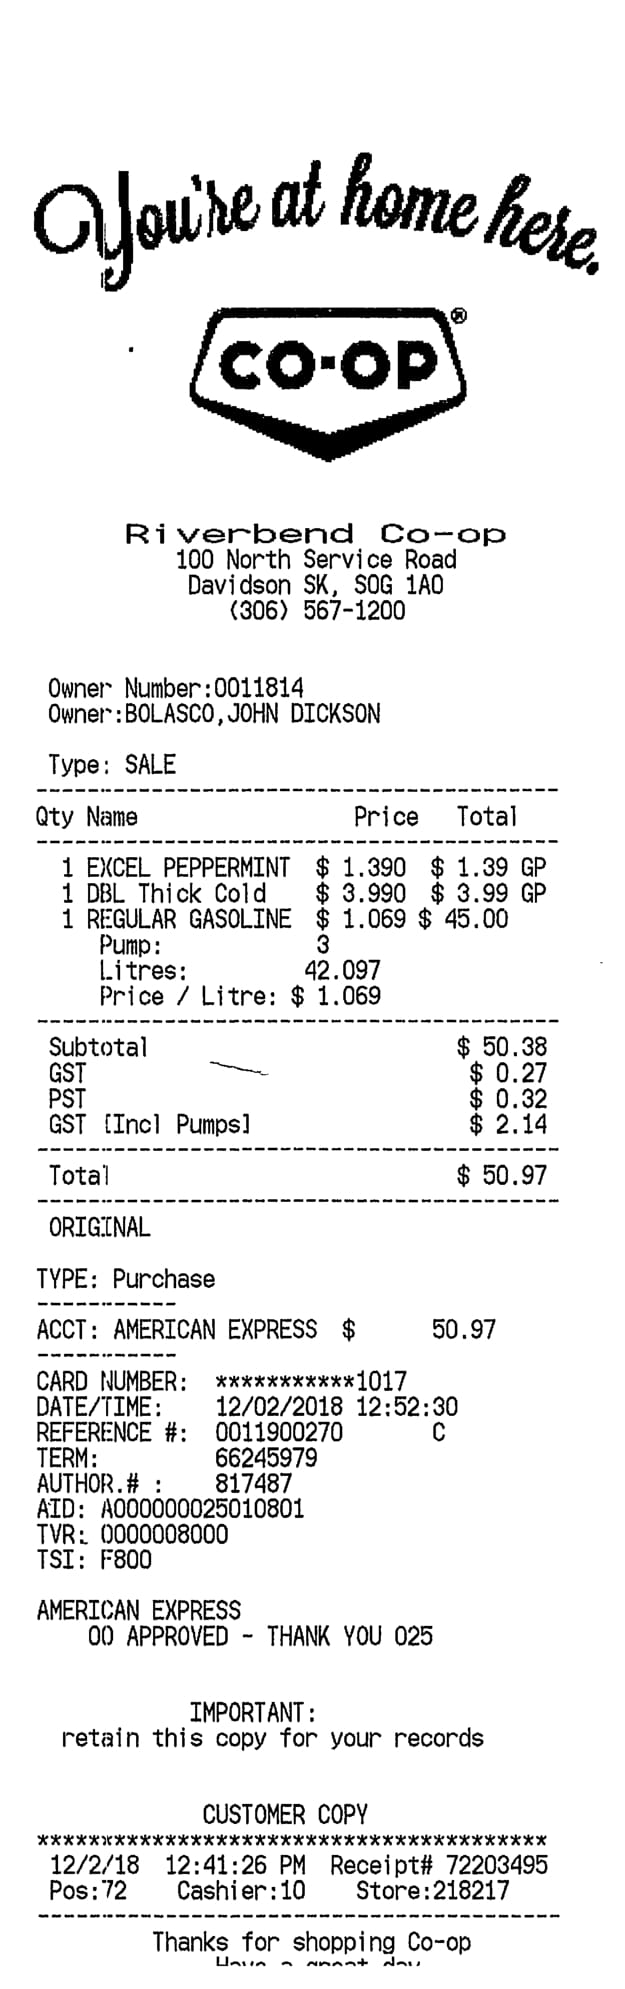 You're at home here.
CO-OP®
Riverbend Co-op
100 North Service Road
Davidson SK, SOG 1A0
(306) 567-1200
Owner Number:0011814
Owner:BOLASCO,JOHN DICKSON
Type: SALE
Qty Name Price Total
1 EXCEL PEPPERMINT $ 1.390 $ 1.39 GP
1 DBL Thick Cold $ 3.990 $ 3.99 GP
1 REGULAR GASOLINE $ 1.069 $ 45.00
Pump: 3
Litres: 42.097
Price / Litre: $ 1.069
Subtotal $ 50.38
GST $ 0.27
PST $ 0.32
GST [Incl Pumps] $ 2.14
Total $ 50.97
ORIGINAL
TYPE: Purchase
ACCT: AMERICAN EXPRESS $ 50.97
CARD NUMBER: ***********1017
DATE/TIME: 12/02/2018 12:52:30
REFERENCE #: 0011900270 C
TERM: 66245979
AUTHOR.# : 817487
AID: A000000025010801
TVR: 0000008000
TSI: F800
AMERICAN EXPRESS
00 APPROVED - THANK YOU 025
IMPORTANT:
retain this copy for your records
CUSTOMER COPY
****************************************
12/2/18 12:41:26 PM Receipt# 72203495
Pos:72 Cashier:10 Store:218217
Thanks for shopping Co-op
Have a great day